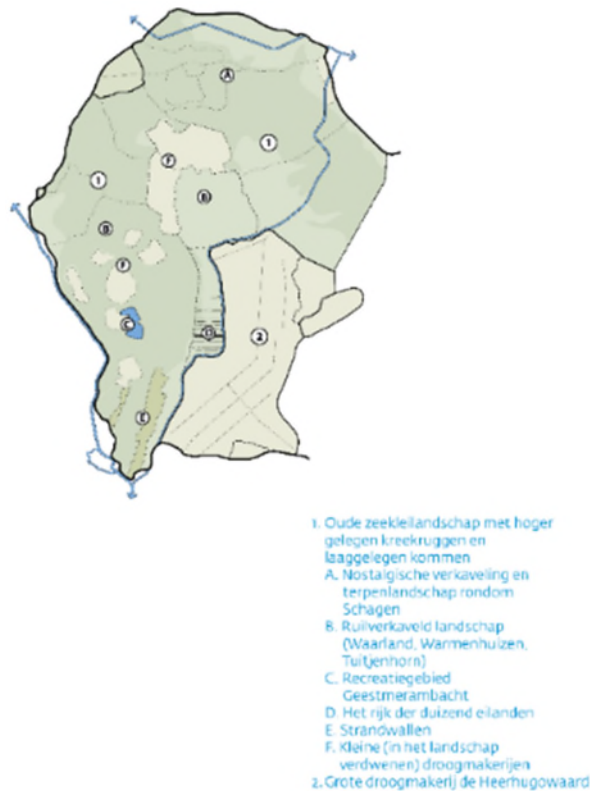 A
1
F
1
B
B
F
C
D
2
E
1. Oude zeekleilandschap met hoger
gelegen kreekruggen en
laaggelegen kommen
A. Nostalgische verkaveling en
terpenlandschap rondom
Schagen
B. Ruilverkaveld landschap
(Waarland, Warmenhuizen,
Tuitjenhorn)
C. Recreatiegebied
Geestmerambacht
D. Het rijk der duizend eilanden
E. Strandwallen
F. Kleine (in het landschap
verdwenen) droogmakerijen
2. Grote droogmakerij de Heerhugowaard